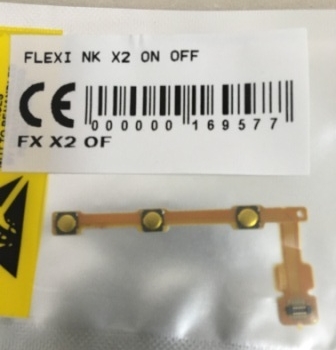 FLEXI NK X2 ON OFF
CE
000000 169577
FX X2 OF